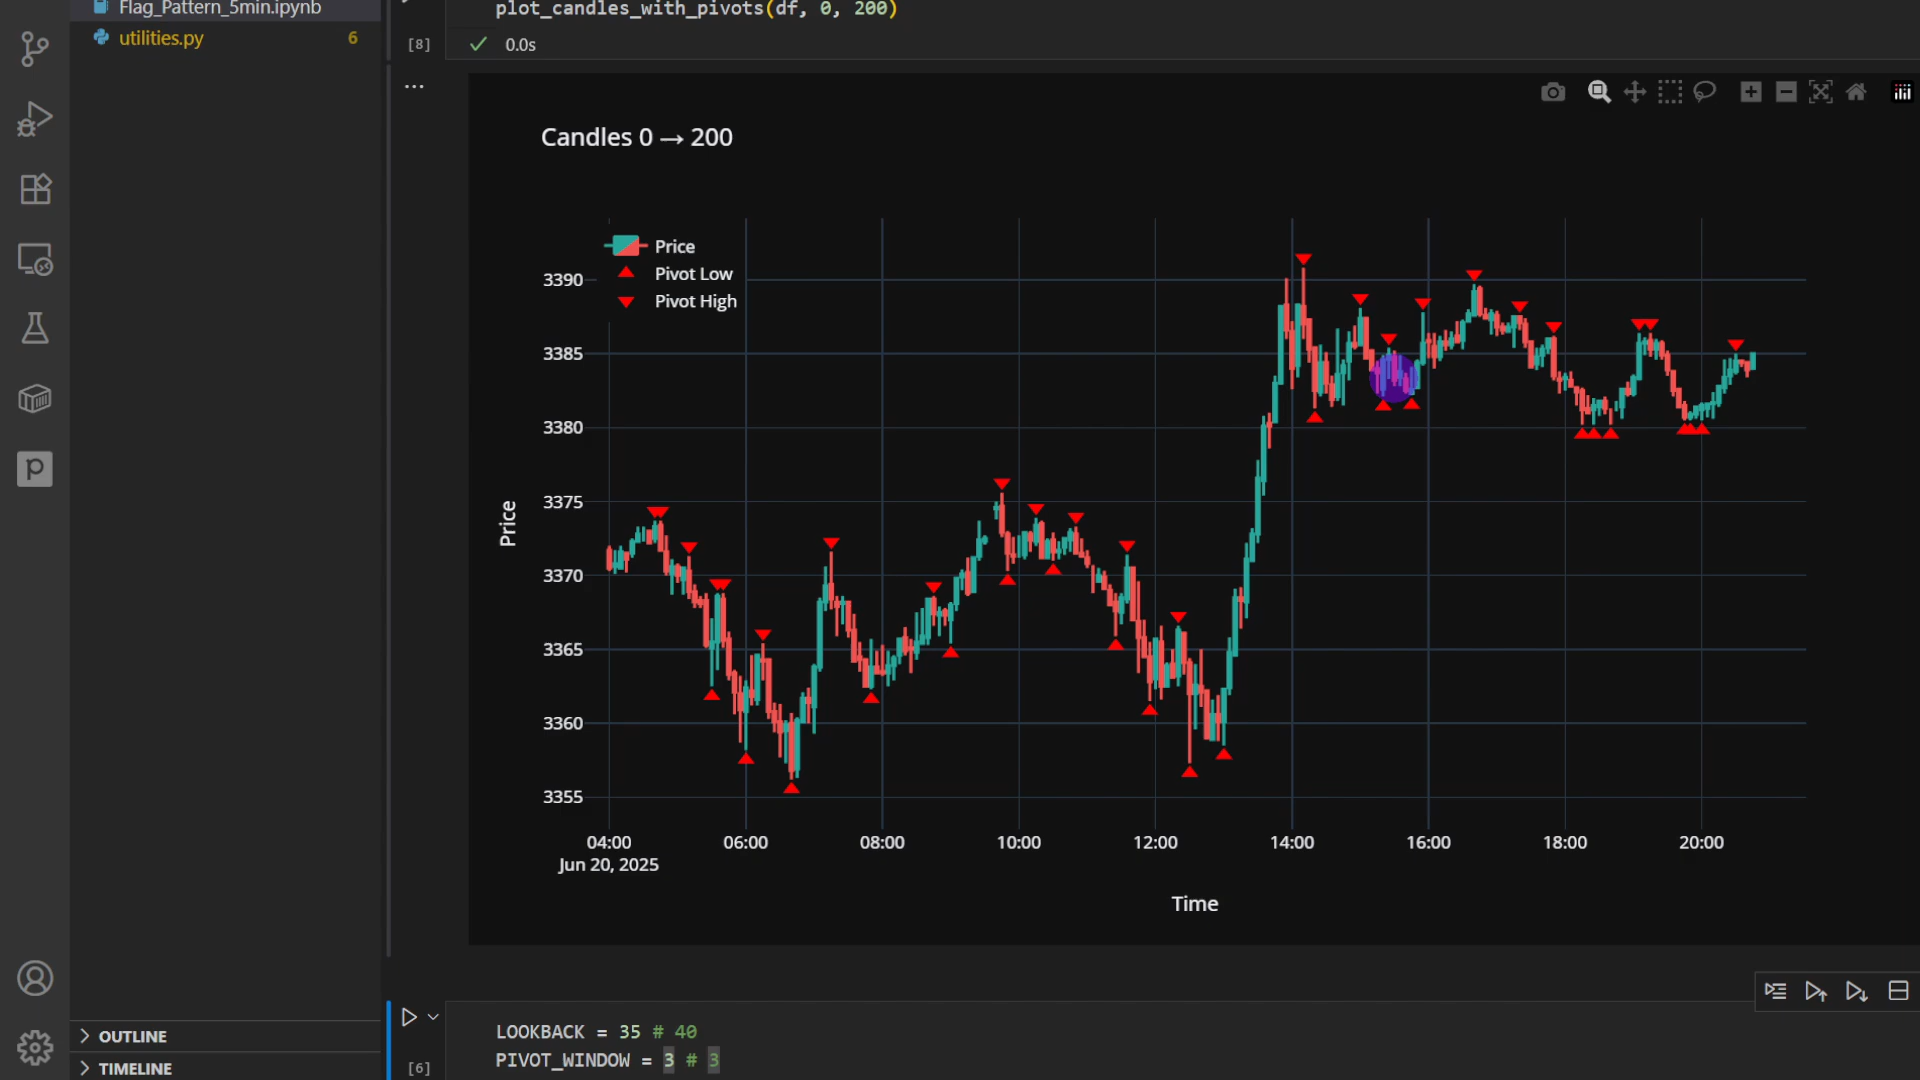 Flag_Pattern_5min.ipynb
utilities.py 6
plot_candles_with_pivots(df, 0, 200)
[8] 0.0s
Candles 0 → 200
Price
Pivot Low
Pivot High
3390
3385
3380
3375
3370
3365
3360
3355
Price
04:00 06:00 08:00 10:00 12:00 14:00 16:00 18:00 20:00
Jun 20, 2025
Time
OUTLINE
TIMELINE
LOOKBACK = 35 # 40
PIVOT_WINDOW = 3 # 3
[6]